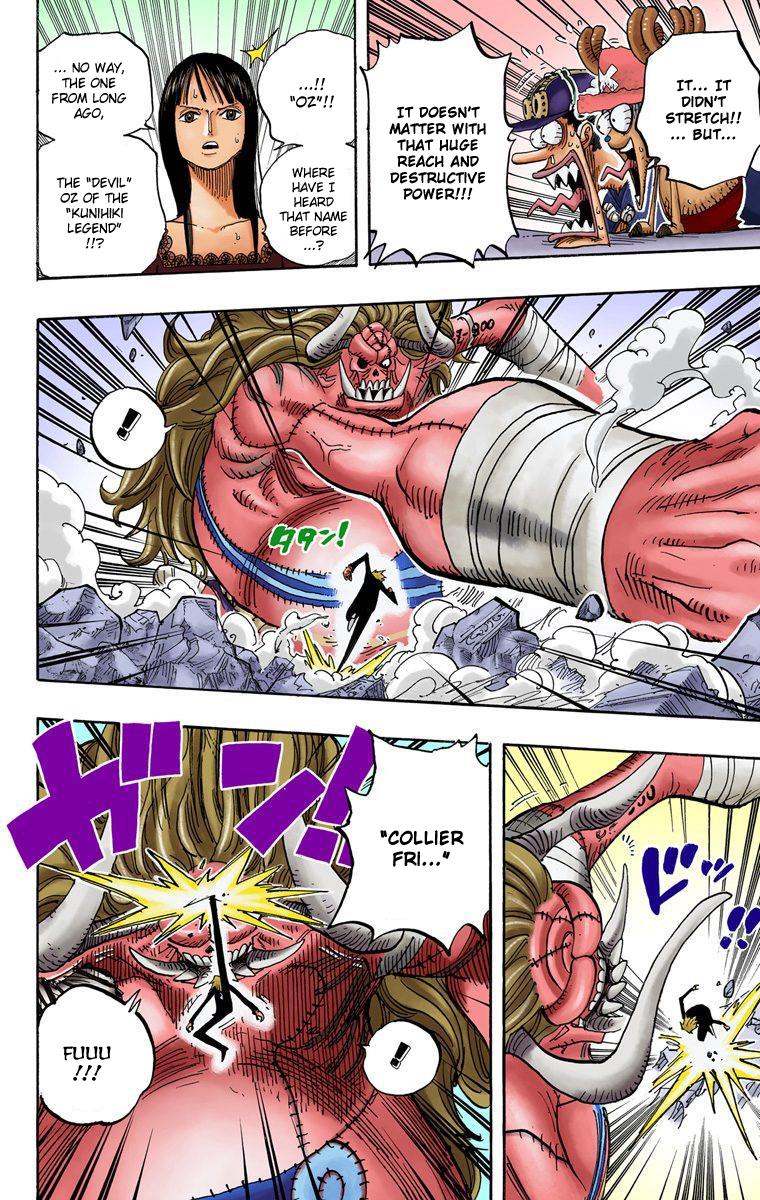 IT... IT
DIDN'T
STRETCH!!
... BUT...
IT DOESN'T
MATTER WITH
THAT HUGE
REACH AND
DESTRUCTIVE
POWER!!!
...!!
"OZ"!!
WHERE
HAVE I
HEARD
THAT NAME
BEFORE
...?
... NO WAY,
THE ONE
FROM LONG
AGO,
THE "DEVIL"
OZ OF THE
"KUNIHIKI
LEGEND"
!!?
!
タタン!
ビュッ
!!
"COLLIER
FRI..."
ガン!!
!
FUUU
!!!